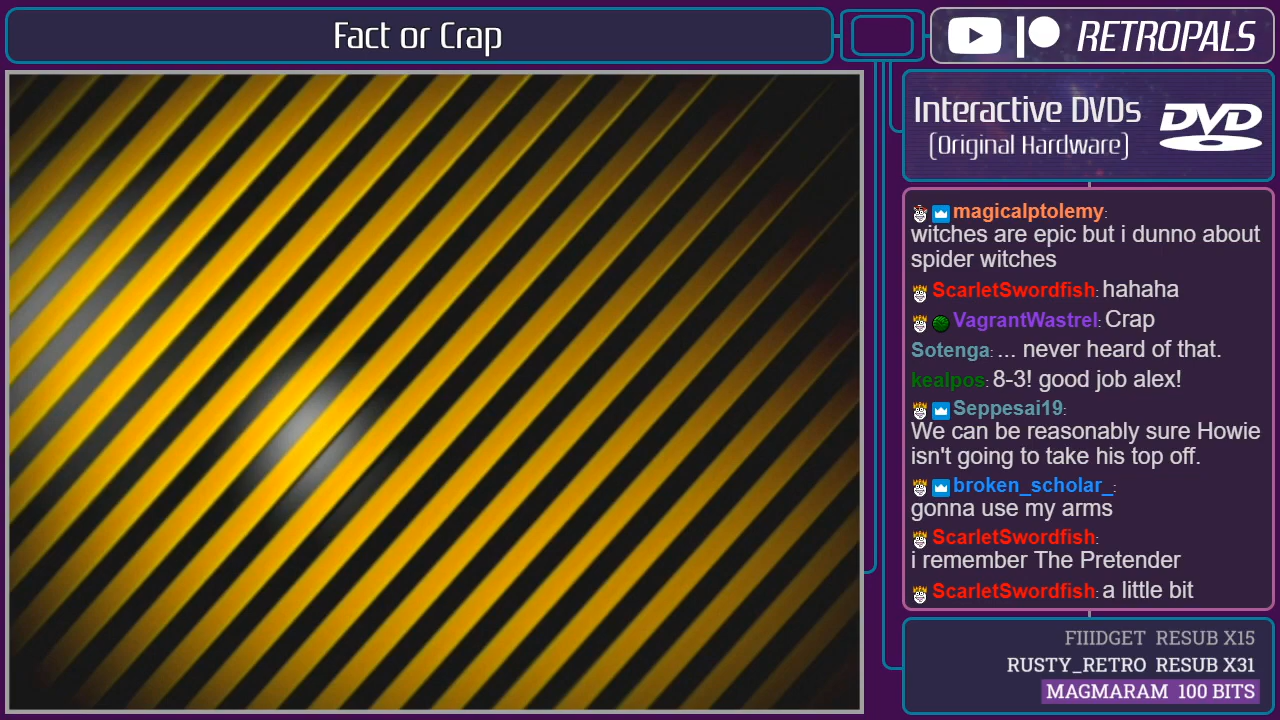 Fact or Crap
RETROPALS
Interactive DVDs
(Original Hardware)
DVD
magicalptolemy:
witches are epic but i dunno about
spider witches
ScarletSwordfish: hahaha
VagrantWastrel: Crap
Sotenga: ... never heard of that.
kealpos: 8-3! good job alex!
Seppesai19:
We can be reasonably sure Howie
isn't going to take his top off.
broken_scholar_:
gonna use my arms
ScarletSwordfish:
i remember The Pretender
ScarletSwordfish: a little bit
FIIIDGET RESUB X15
RUSTY_RETRO RESUB X31
MAGMARAM 100 BITS